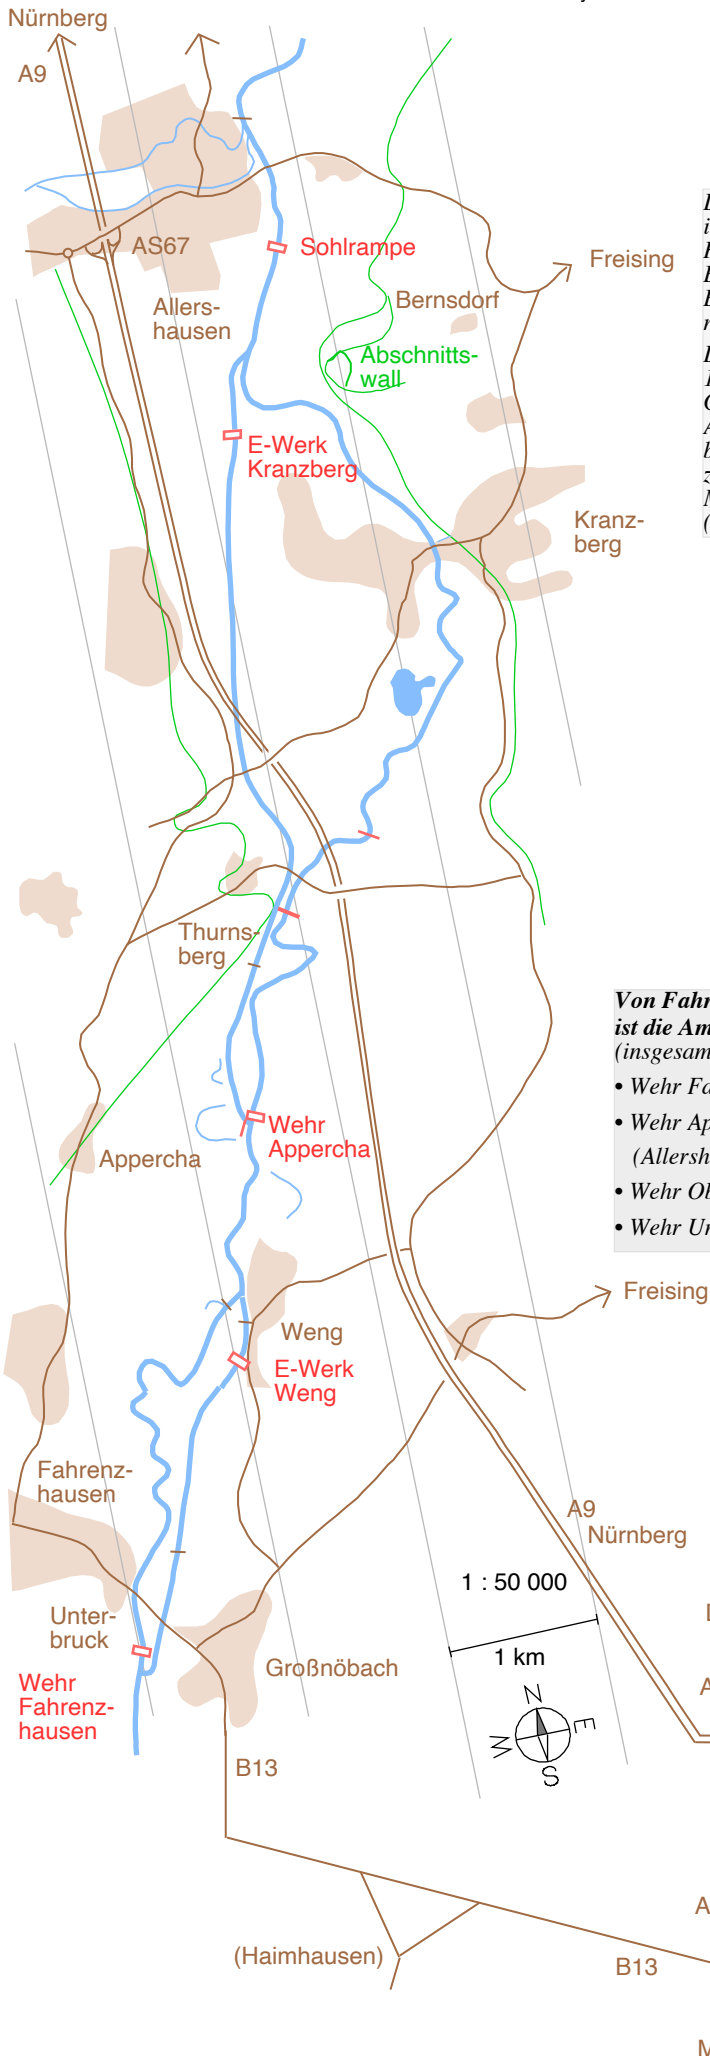 Nürnberg
A9
AS67
Sohlrampe
Freising
Allers-
hausen
Bernsdorf
Abschnitts-
wall
E-Werk
Kranzberg
Kranz-
berg
Thurns-
berg
Von Fahr
ist die Am
(insgesam
• Wehr Fa
• Wehr Ap
(Allersh
• Wehr Ob
• Wehr Un
Wehr
Appercha
Appercha
Freising
Weng
E-Werk
Weng
Fahrenz-
hausen
A9
Nürnberg
1 : 50 000
1 km
Unter-
bruck
Großnöbach
Wehr
Fahrenz-
hausen
N
E
S
W
B13
(Haimhausen)
B13